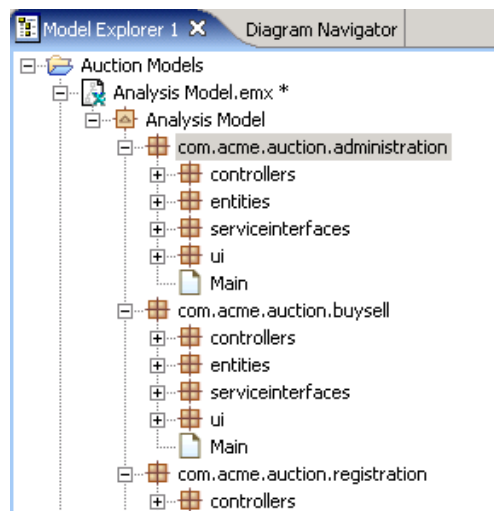 Model Explorer 1 Diagram Navigator
Auction Models
Analysis Model.emx *
Analysis Model
com.acme.auction.administration
controllers
entities
serviceinterfaces
ui
Main
com.acme.auction.buysell
controllers
entities
serviceinterfaces
ui
Main
com.acme.auction.registration
controllers